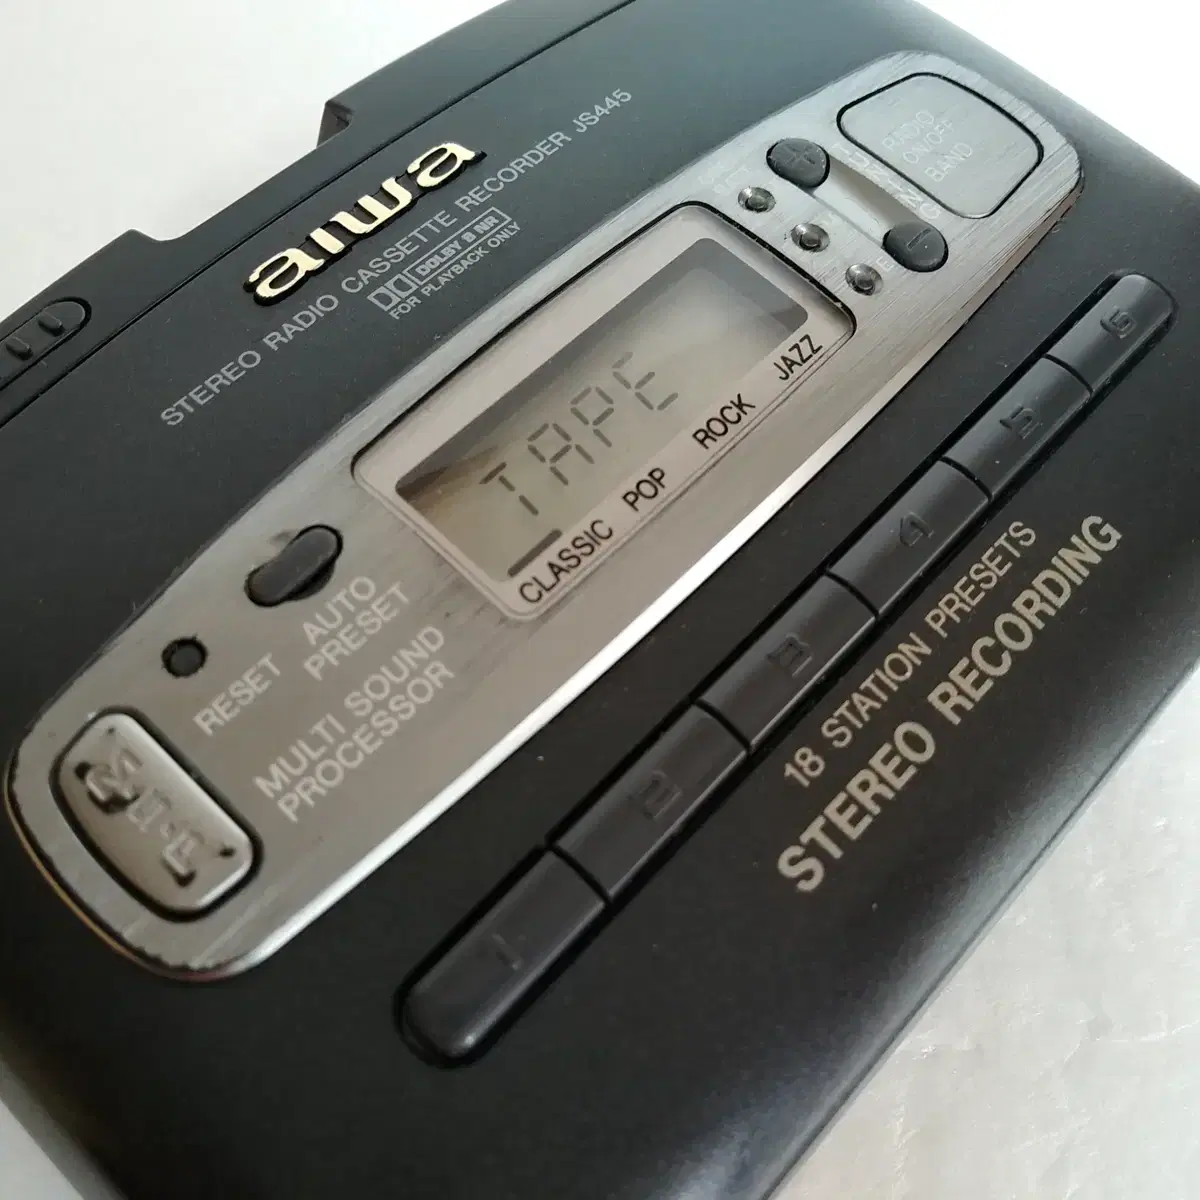 aiwa
STEREO RADIO CASSETTE RECORDER JS445
DOLBY B NR
FOR PLAYBACK ONLY
RADIO
ON/OFF
BAND
TUNING
+
-
TAPE
CLASSIC POP ROCK JAZZ
AUTO
PRESET
RESET
MULTI SOUND
PROCESSOR
1 2 3 4 5 6
18 STATION PRESETS
STEREO RECORDING